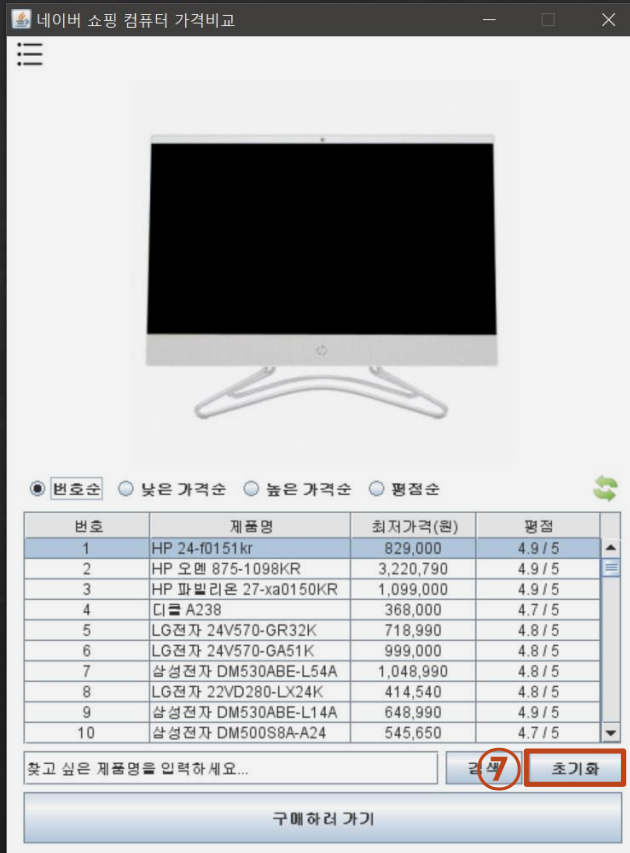 네이버 쇼핑 컴퓨터 가격비교
번호순 낮은 가격순 높은 가격순 평점순
번호 제품명 최저가격(원) 평점
1 HP 24-f0151kr 829,000 4.9 / 5
2 HP 오멘 875-1098KR 3,220,790 4.9 / 5
3 HP 파빌리온 27-xa0150KR 1,099,000 4.9 / 5
4 디클 A238 368,000 4.7 / 5
5 LG전자 24V570-GR32K 718,990 4.8 / 5
6 LG전자 24V570-GA51K 999,000 4.8 / 5
7 삼성전자 DM530ABE-L54A 1,048,990 4.8 / 5
8 LG전자 22VD280-LX24K 414,540 4.8 / 5
9 삼성전자 DM530ABE-L14A 648,990 4.9 / 5
10 삼성전자 DM500S8A-A24 545,650 4.7 / 5
찾고 싶은 제품명을 입력하세요... 검색 ⑦ 초기화
구매하러 가기